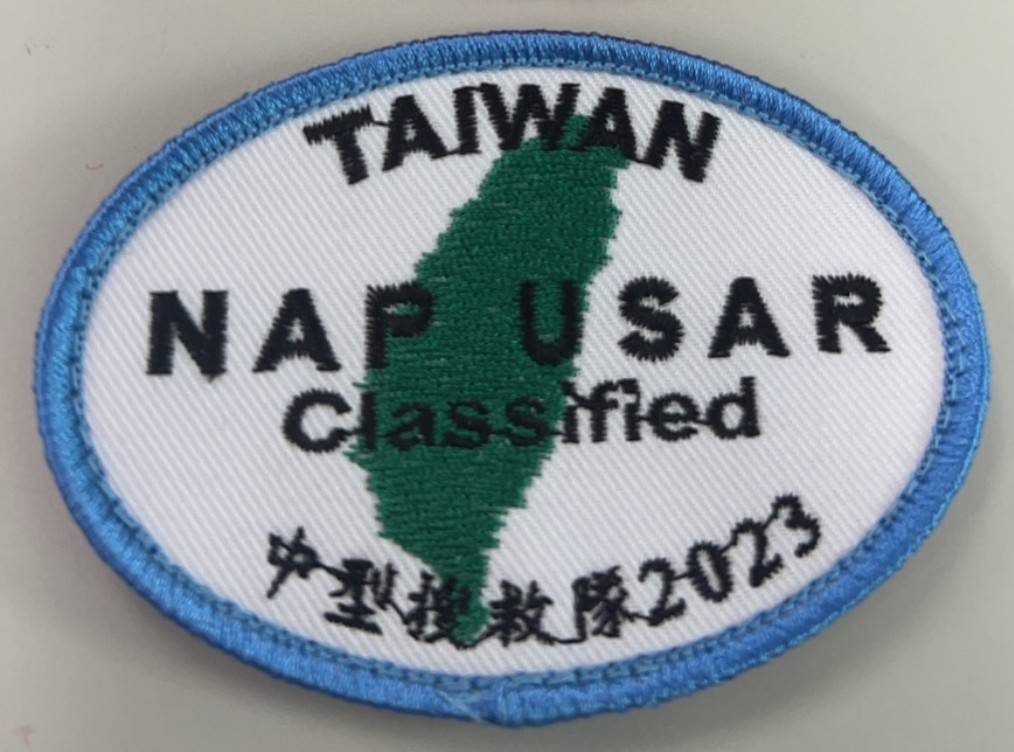 TAIWAN
NAP USAR
Classified
中型搜救隊2023